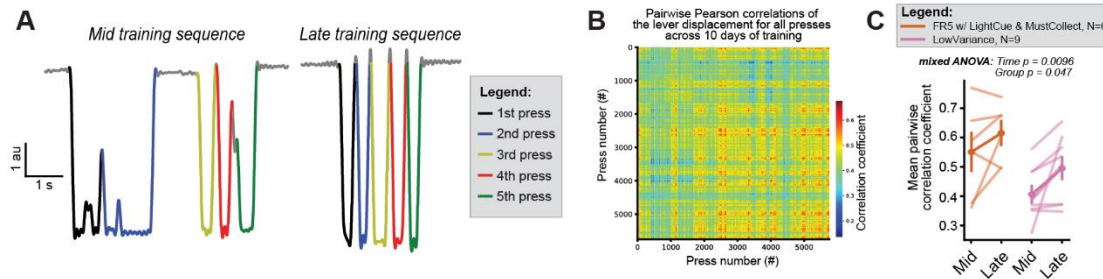 A
Mid training sequence
Late training sequence
1 au
1 s
Legend:
1st press
2nd press
3rd press
4th press
5th press
B
Pairwise Pearson correlations of
the lever displacement for all presses
across 10 days of training
Press number (#)
0
1000
2000
3000
4000
5000
0
1000
2000
3000
4000
5000
Press number (#)
0.6
0.5
0.4
0.3
0.2
Correlation coefficient
C
Legend:
FR5 w/ LightCue & MustCollect, N=6
LowVariance, N=9
mixed ANOVA: Time p = 0.0096
Group p = 0.047
Mean pairwise
correlation coefficient
0.7
0.6
0.5
0.4
0.3
Mid
Late
Mid
Late